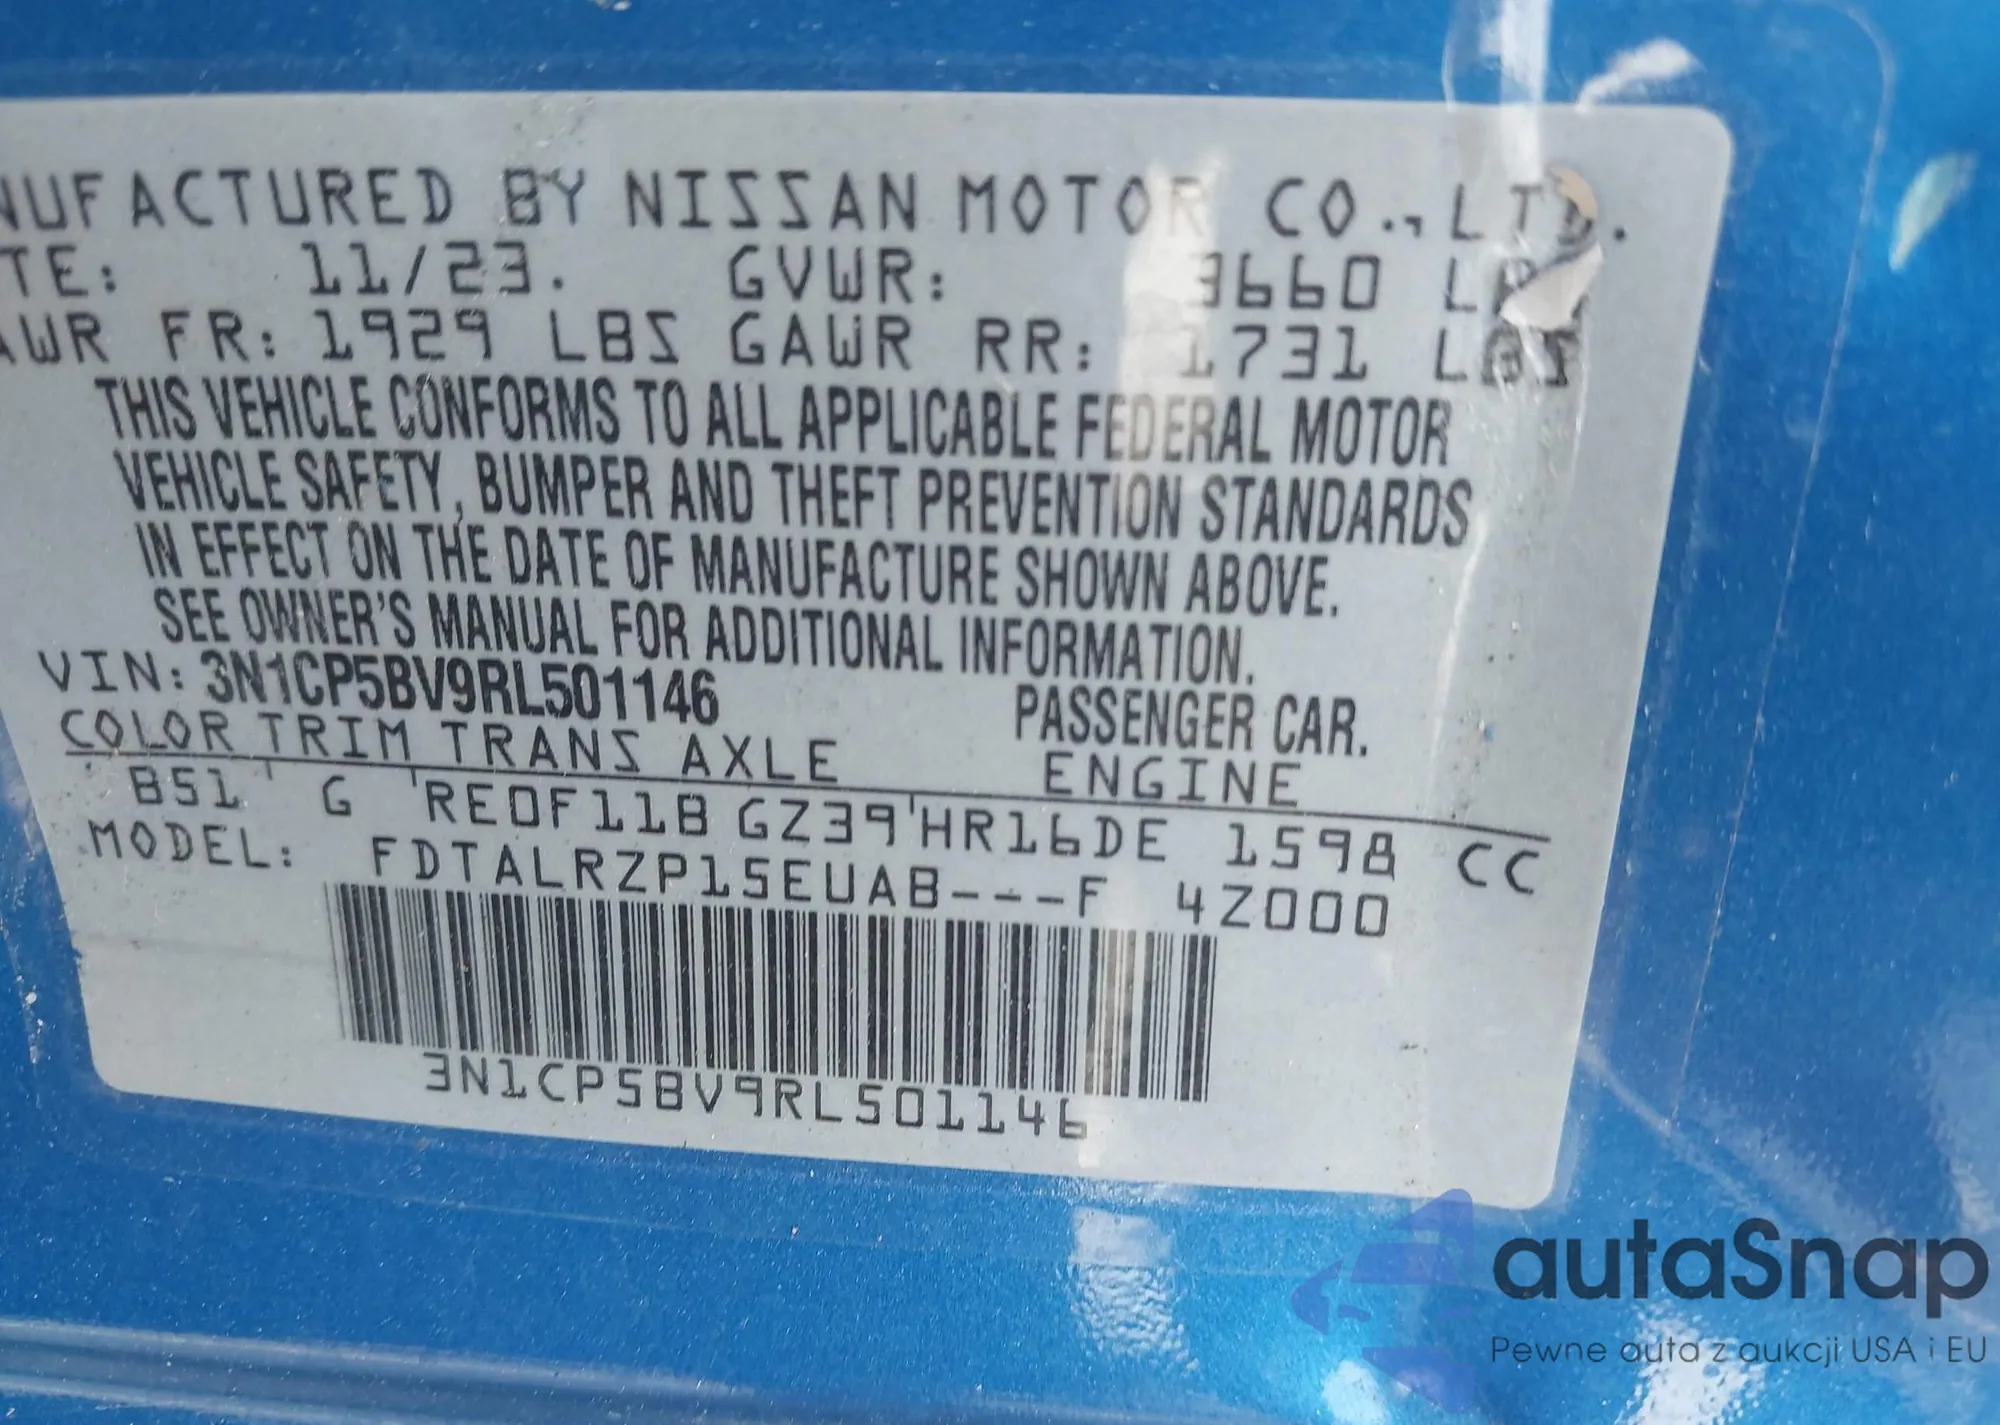 NUFACTURED BY NISSAN MOTOR CO., LTD.
TE: 11/23. GVWR: 3660
AWR FR: 1929 LBS GAWR RR: 1731 LBS
THIS VEHICLE CONFORMS TO ALL APPLICABLE FEDERAL MOTOR
VEHICLE SAFETY, BUMPER AND THEFT PREVENTION STANDARDS
IN EFFECT ON THE DATE OF MANUFACTURE SHOWN ABOVE.
SEE OWNER'S MANUAL FOR ADDITIONAL INFORMATION.
VIN: 3N1CP5BV9RL501146 PASSENGER CAR.
COLOR TRIM TRANS AXLE ENGINE
B51 G RE0F11B GZ39 HR16DE 1598 CC
MODEL: FDTALRZP15EUAB---F 4Z000
3N1CP5BV9RL501146
autaSnap
Pewne auta z aukcji USA i EU